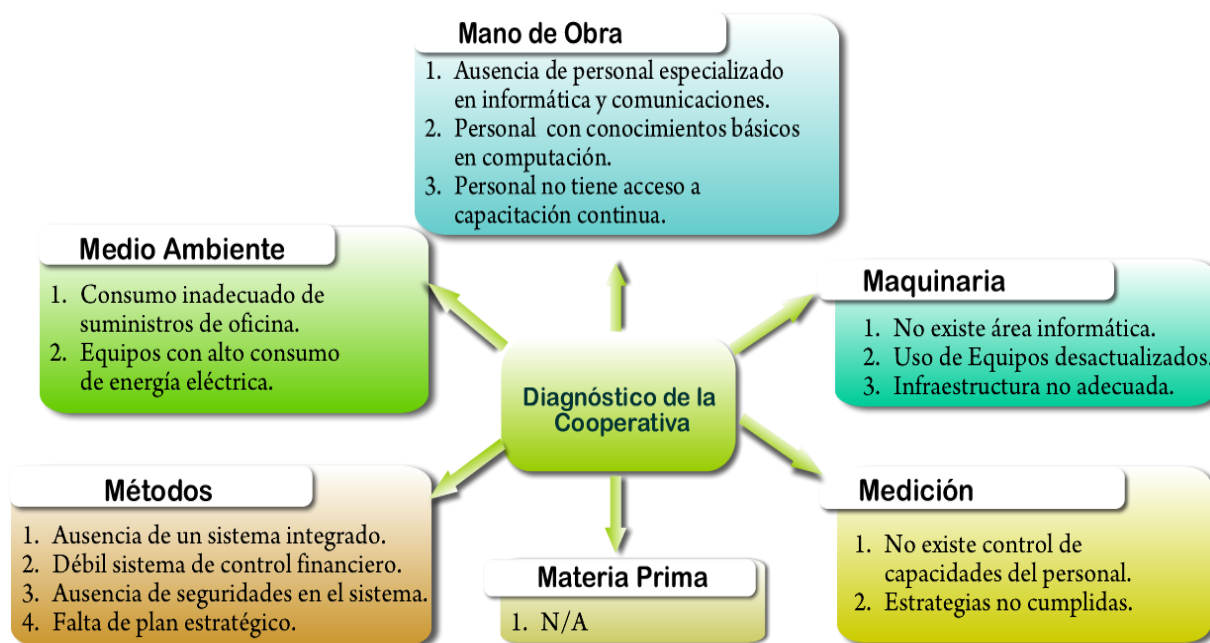 Mano de Obra
1. Ausencia de personal especializado
en informática y comunicaciones.
2. Personal con conocimientos básicos
en computación.
3. Personal no tiene acceso a
capacitación continua.
Medio Ambiente
1. Consumo inadecuado de
suministros de oficina.
2. Equipos con alto consumo
de energía eléctrica.
Maquinaria
1. No existe área informática.
2. Uso de Equipos desactualizados.
3. Infraestructura no adecuada.
Diagnóstico de la
Cooperativa
Métodos
1. Ausencia de un sistema integrado.
2. Débil sistema de control financiero.
3. Ausencia de seguridades en el sistema.
4. Falta de plan estratégico.
Materia Prima
1. N/A
Medición
1. No existe control de
capacidades del personal.
2. Estrategias no cumplidas.